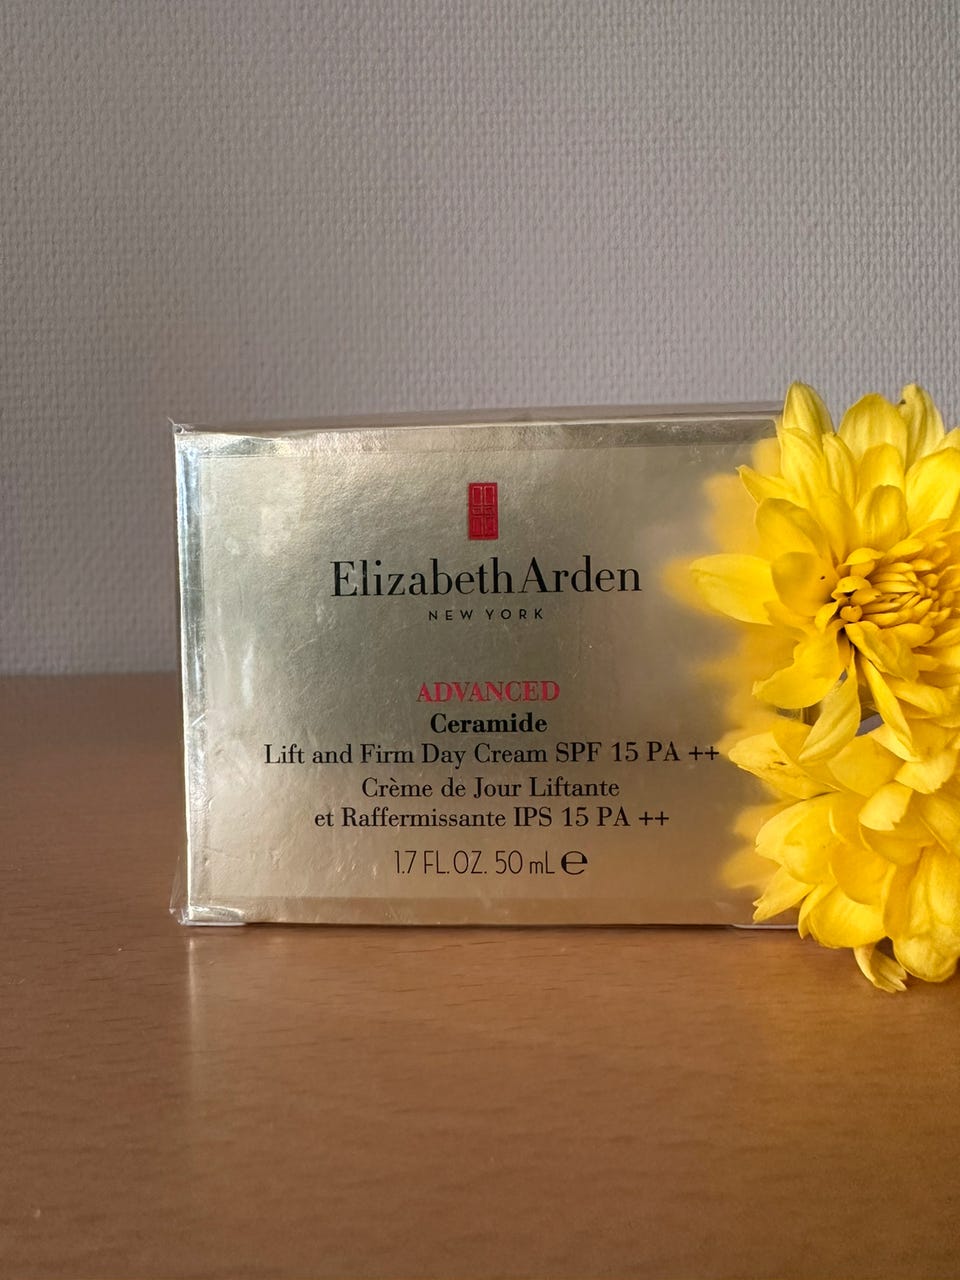 Elizabeth Arden
NEW YORK
ADVANCED
Ceramide
Lift and Firm Day Cream SPF 15 PA ++
Crème de Jour Liftante
et Raffermissante IPS 15 PA ++
1.7 FL. OZ. 50 mL ℮